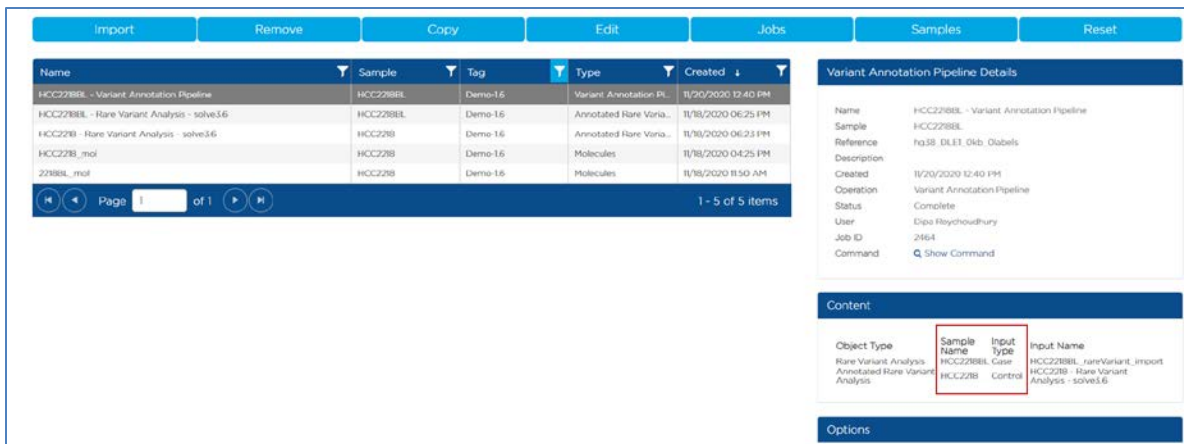 Import Remove Copy Edit Jobs Samples Reset
Name Sample Tag Type Created ↓
HCC2218BL - Variant Annotation Pipeline HCC2218BL Demo-1.6 Variant Annotation Pi... 11/20/2020 12:40 PM
HCC2218BL - Rare Variant Analysis - solve3.6 HCC2218BL Demo-1.6 Annotated Rare Varia... 11/18/2020 06:25 PM
HCC2218 - Rare Variant Analysis - solve3.6 HCC2218 Demo-1.6 Annotated Rare Varia... 11/18/2020 06:23 PM
HCC2218_mol HCC2218 Demo-1.6 Molecules 11/18/2020 04:25 PM
2218BL_mol HCC2218 Demo-1.6 Molecules 11/18/2020 11:50 AM
Page 1 of 1 1 - 5 of 5 items
Variant Annotation Pipeline Details
Name HCC2218BL - Variant Annotation Pipeline
Sample HCC2218BL
Reference hg38_DLE1_0kb_0labels
Description
Created 11/20/2020 12:40 PM
Operation Variant Annotation Pipeline
Status Complete
User Dipa Roychoudhury
Job ID 2464
Command Show Command
Content
Object Type Sample Name Input Type Input Name
Rare Variant Analysis HCC2218BL Case HCC2218BL_rareVariant_import
Annotated Rare Variant Analysis HCC2218 Control HCC2218 - Rare Variant Analysis - solve3.6
Options